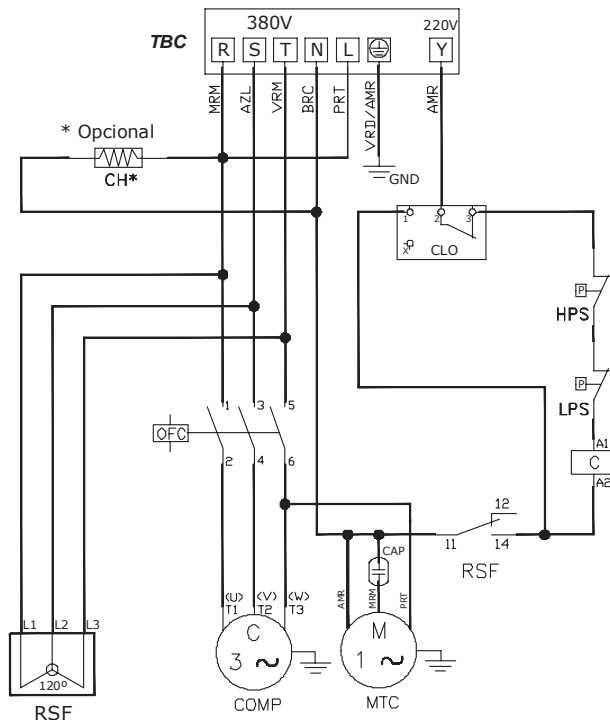 380V
220V
TBC
R S T N L Y
MRM
AZL
VRM
BRC
PRT
VRD/AMR
AMR
* Opcional
CH*
GND
1 2 3
X
CLO
P
HPS
P
LPS
A1
C
A2
1 3 5
OFC
2 4 6
12
11 14
RSF
CAP
AMR
MRM
PRT
(U) (V) (W)
T1 T2 T3
L1 L2 L3
120º
RSF
C
3 ~
COMP
M
1 ~
MTC